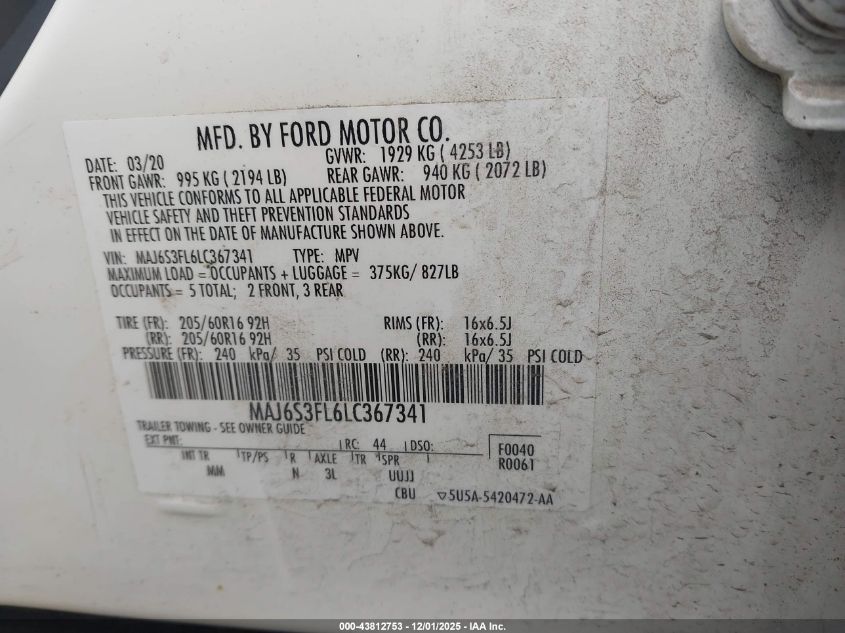 MFD. BY FORD MOTOR CO.
DATE: 03/20 GVWR: 1929 KG ( 4253 LB)
FRONT GAWR: 995 KG ( 2194 LB) REAR GAWR: 940 KG ( 2072 LB)
THIS VEHICLE CONFORMS TO ALL APPLICABLE FEDERAL MOTOR
VEHICLE SAFETY AND THEFT PREVENTION STANDARDS
IN EFFECT ON THE DATE OF MANUFACTURE SHOWN ABOVE.
VIN: MAJ6S3FL6LC367341 TYPE: MPV
MAXIMUM LOAD = OCCUPANTS + LUGGAGE = 375KG/ 827LB
OCCUPANTS = 5 TOTAL; 2 FRONT, 3 REAR
TIRE (FR): 205/60R16 92H RIMS (FR): 16x6.5J
(RR): 205/60R16 92H (RR): 16x6.5J
PRESSURE (FR): 240 kPa/ 35 PSI COLD (RR): 240 kPa/ 35 PSI COLD
MAJ6S3FL6LC367341
TRAILER TOWING - SEE OWNER GUIDE
EXT PNT: RC: 44 DSO: F0040
INT TR TP/PS R AXLE TR SPR R0061
MM N 3L UUJJ
CBU 5U5A-5420472-AA
000-43812753 - 12/01/2025 - IAA Inc.